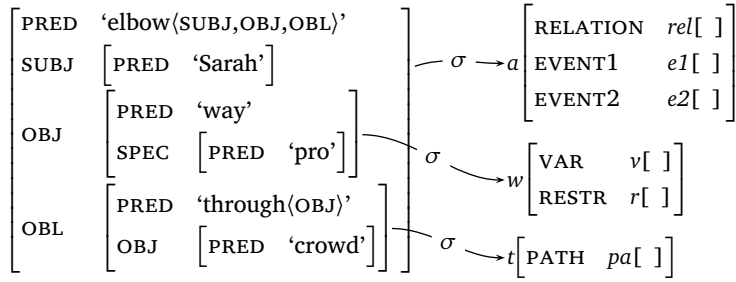 PRED ‘elbow⟨SUBJ,OBJ,OBL⟩’
SUBJ [PRED ‘Sarah’]
OBJ [PRED ‘way’
SPEC [PRED ‘pro’]]
OBL [PRED ‘through⟨OBJ⟩’
OBJ [PRED ‘crowd’]]
σ
a[RELATION rel[ ]
EVENT1 e1[ ]
EVENT2 e2[ ]]
σ
w[VAR v[ ]
RESTR r[ ]]
σ
t[PATH pa[ ]]